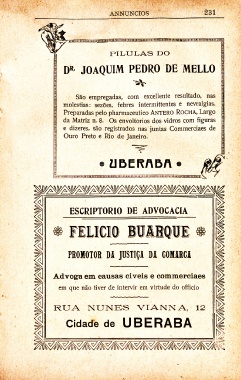 ANNUNCIOS 231
PILULAS DO
DR. JOAQUIM PEDRO DE MELLO
São empregadas, com excellente resultado, nas
molestias: sezões, febres intermittentes e nevralgias.
Preparadas pelo pharmaceutico ANTERO ROCHA, Largo
da Matriz n. 8. Os envoltorios dos vidros com figuras
e dizeres, são registrados nas juntas Commerciaes de
Ouro Preto e Rio de Janeiro.
UBERABA
ESCRIPTORIO DE ADVOCACIA
FELICIO BUARQUE
PROMOTOR DA JUSTIÇA DA COMARCA
Advoga em causas civeis e commerciaes
em que não tiver de intervir em virtude do officio
RUA NUNES VIANNA, 12
Cidade de UBERABA